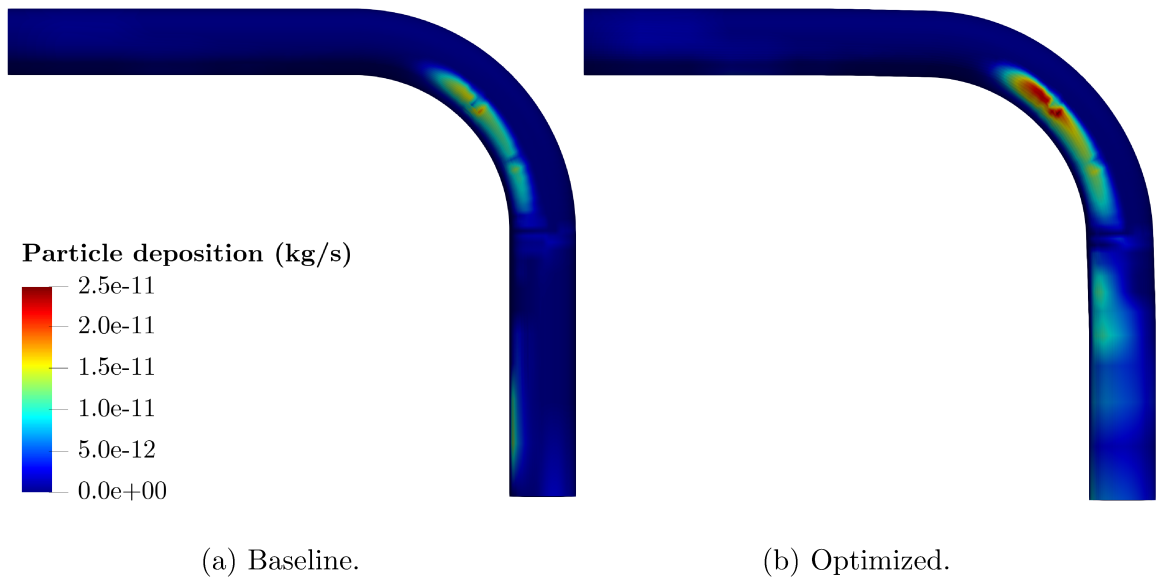 Particle deposition (kg/s)
2.5e-11
2.0e-11
1.5e-11
1.0e-11
5.0e-12
0.0e+00
(a) Baseline.
(b) Optimized.